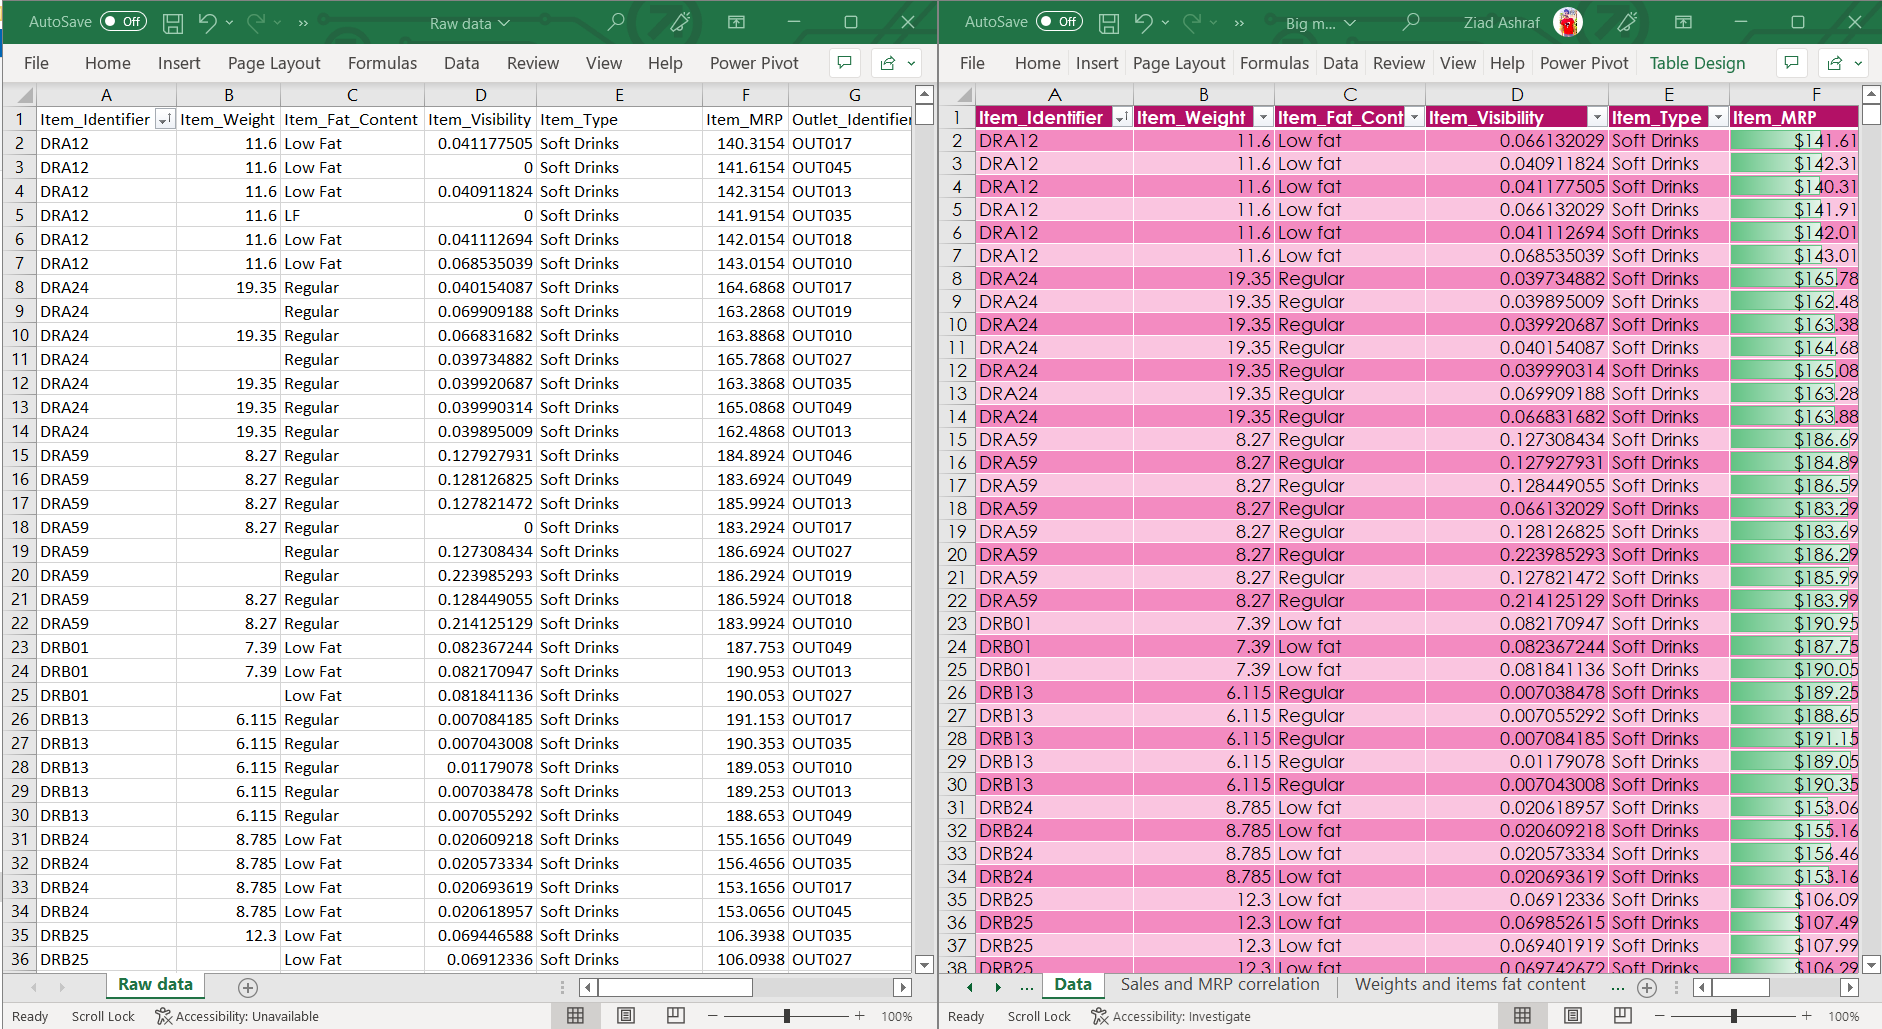 AutoSave Off Raw data
File Home Insert Page Layout Formulas Data Review View Help Power Pivot
A B C D E F G
1 Item_Identifier Item_Weight Item_Fat_Content Item_Visibility Item_Type Item_MRP Outlet_Identifier
2 DRA12 11.6 Low Fat 0.041177505 Soft Drinks 140.3154 OUT017
3 DRA12 11.6 Low Fat 0 Soft Drinks 141.6154 OUT045
4 DRA12 11.6 Low Fat 0.040911824 Soft Drinks 142.3154 OUT013
5 DRA12 11.6 LF 0 Soft Drinks 141.9154 OUT035
6 DRA12 11.6 Low Fat 0.041112694 Soft Drinks 142.0154 OUT018
7 DRA12 11.6 Low Fat 0.068535039 Soft Drinks 143.0154 OUT010
8 DRA24 19.35 Regular 0.040154087 Soft Drinks 164.6868 OUT017
9 DRA24 Regular 0.069909188 Soft Drinks 163.2868 OUT019
10 DRA24 19.35 Regular 0.066831682 Soft Drinks 163.8868 OUT010
11 DRA24 Regular 0.039734882 Soft Drinks 165.7868 OUT027
12 DRA24 19.35 Regular 0.039920687 Soft Drinks 163.3868 OUT035
13 DRA24 19.35 Regular 0.039990314 Soft Drinks 165.0868 OUT049
14 DRA24 19.35 Regular 0.039895009 Soft Drinks 162.4868 OUT013
15 DRA59 8.27 Regular 0.127927931 Soft Drinks 184.8924 OUT046
16 DRA59 8.27 Regular 0.128126825 Soft Drinks 183.6924 OUT049
17 DRA59 8.27 Regular 0.127821472 Soft Drinks 185.9924 OUT013
18 DRA59 8.27 Regular 0 Soft Drinks 183.2924 OUT017
19 DRA59 Regular 0.127308434 Soft Drinks 186.6924 OUT027
20 DRA59 Regular 0.223985293 Soft Drinks 186.2924 OUT019
21 DRA59 8.27 Regular 0.128449055 Soft Drinks 186.5924 OUT018
22 DRA59 8.27 Regular 0.214125129 Soft Drinks 183.9924 OUT010
23 DRB01 7.39 Low Fat 0.082367244 Soft Drinks 187.753 OUT049
24 DRB01 7.39 Low Fat 0.082170947 Soft Drinks 190.953 OUT013
25 DRB01 Low Fat 0.081841136 Soft Drinks 190.053 OUT027
26 DRB13 6.115 Regular 0.007084185 Soft Drinks 191.153 OUT017
27 DRB13 6.115 Regular 0.007043008 Soft Drinks 190.353 OUT035
28 DRB13 6.115 Regular 0.01179078 Soft Drinks 189.053 OUT010
29 DRB13 6.115 Regular 0.007038478 Soft Drinks 189.253 OUT013
30 DRB13 6.115 Regular 0.007055292 Soft Drinks 188.653 OUT049
31 DRB24 8.785 Low Fat 0.020609218 Soft Drinks 155.1656 OUT049
32 DRB24 8.785 Low Fat 0.020573334 Soft Drinks 156.4656 OUT035
33 DRB24 8.785 Low Fat 0.020693619 Soft Drinks 153.1656 OUT017
34 DRB24 8.785 Low Fat 0.020618957 Soft Drinks 153.0656 OUT045
35 DRB25 12.3 Low Fat 0.069446588 Soft Drinks 106.3938 OUT035
36 DRB25 Low Fat 0.06912336 Soft Drinks 106.0938 OUT027
Raw data
Ready Scroll Lock Accessibility: Unavailable 100%
AutoSave Off Big m... Ziad Ashraf
File Home Insert Page Layout Formulas Data Review View Help Power Pivot Table Design
A B C D E F
1 Item_Identifier Item_Weight Item_Fat_Cont Item_Visibility Item_Type Item_MRP
2 DRA12 11.6 Low fat 0.066132029 Soft Drinks $141.61
3 DRA12 11.6 Low fat 0.040911824 Soft Drinks $142.31
4 DRA12 11.6 Low fat 0.041177505 Soft Drinks $140.31
5 DRA12 11.6 Low fat 0.066132029 Soft Drinks $141.91
6 DRA12 11.6 Low fat 0.041112694 Soft Drinks $142.01
7 DRA12 11.6 Low fat 0.068535039 Soft Drinks $143.01
8 DRA24 19.35 Regular 0.039734882 Soft Drinks $165.78
9 DRA24 19.35 Regular 0.039895009 Soft Drinks $162.48
10 DRA24 19.35 Regular 0.039920687 Soft Drinks $163.38
11 DRA24 19.35 Regular 0.040154087 Soft Drinks $164.68
12 DRA24 19.35 Regular 0.039990314 Soft Drinks $165.08
13 DRA24 19.35 Regular 0.069909188 Soft Drinks $163.28
14 DRA24 19.35 Regular 0.066831682 Soft Drinks $163.88
15 DRA59 8.27 Regular 0.127308434 Soft Drinks $186.69
16 DRA59 8.27 Regular 0.127927931 Soft Drinks $184.89
17 DRA59 8.27 Regular 0.128449055 Soft Drinks $186.59
18 DRA59 8.27 Regular 0.066132029 Soft Drinks $183.29
19 DRA59 8.27 Regular 0.128126825 Soft Drinks $183.69
20 DRA59 8.27 Regular 0.223985293 Soft Drinks $186.29
21 DRA59 8.27 Regular 0.127821472 Soft Drinks $185.99
22 DRA59 8.27 Regular 0.214125129 Soft Drinks $183.99
23 DRB01 7.39 Low fat 0.082170947 Soft Drinks $190.95
24 DRB01 7.39 Low fat 0.082367244 Soft Drinks $187.75
25 DRB01 7.39 Low fat 0.081841136 Soft Drinks $190.05
26 DRB13 6.115 Regular 0.007038478 Soft Drinks $189.25
27 DRB13 6.115 Regular 0.007055292 Soft Drinks $188.65
28 DRB13 6.115 Regular 0.007084185 Soft Drinks $191.15
29 DRB13 6.115 Regular 0.01179078 Soft Drinks $189.05
30 DRB13 6.115 Regular 0.007043008 Soft Drinks $190.35
31 DRB24 8.785 Low fat 0.020618957 Soft Drinks $153.06
32 DRB24 8.785 Low fat 0.020609218 Soft Drinks $155.16
33 DRB24 8.785 Low fat 0.020573334 Soft Drinks $156.46
34 DRB24 8.785 Low fat 0.020693619 Soft Drinks $153.16
35 DRB25 12.3 Low fat 0.06912336 Soft Drinks $106.09
36 DRB25 12.3 Low fat 0.069852615 Soft Drinks $107.49
37 DRB25 12.3 Low fat 0.069401919 Soft Drinks $107.99
38 DRB25 12.3 Low fat 0.069742672 Soft Drinks $106.29
... Data Sales and MRP correlation Weights and items fat content ...
Ready Scroll Lock Accessibility: Investigate 100%